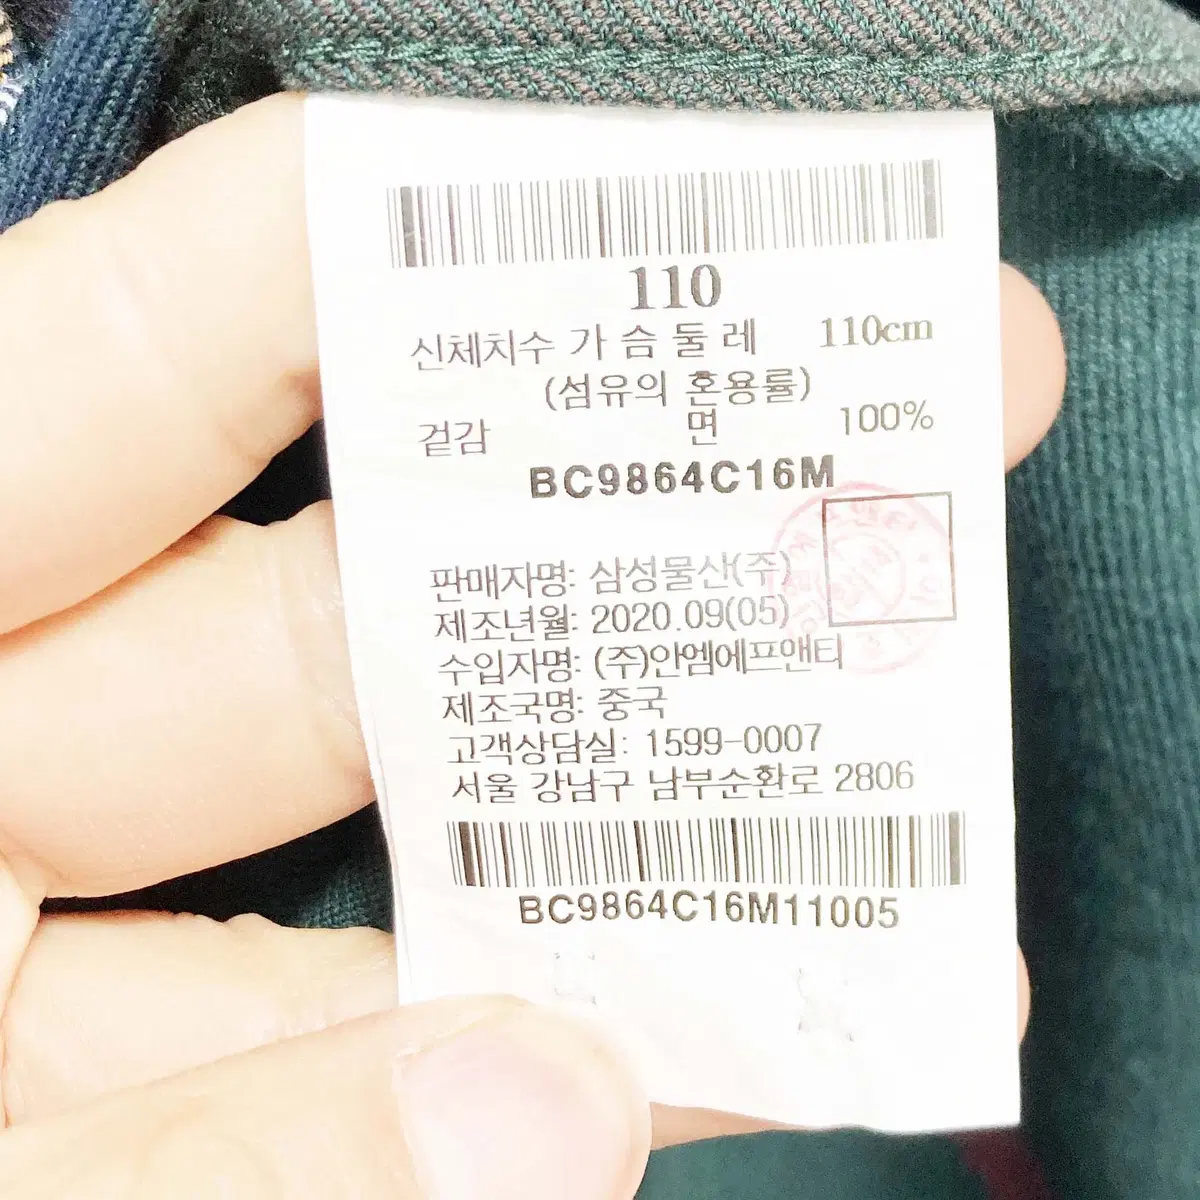 110
신체치수 가 슴 둘 레 110cm
(섬유의 혼용률)
겉감 면 100%
BC9864C16M
판매자명: 삼성물산(주)
제조년월: 2020.09(05)
수입자명: (주)안엠에프앤티
제조국명: 중국
고객상담실: 1599-0007
서울 강남구 남부순환로 2806
BC9864C16M11005